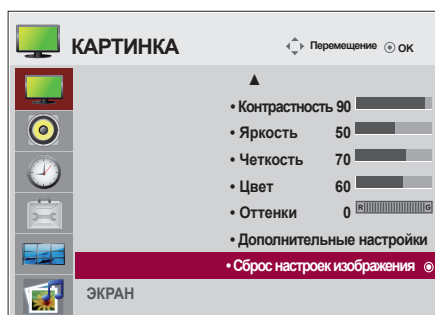 КАРТИНКА
Перемещение OK
• Контрастность 90
• Яркость 50
• Четкость 70
• Цвет 60
• Оттенки 0 R G
• Дополнительные настройки
• Сброс настроек изображения
ЭКРАН